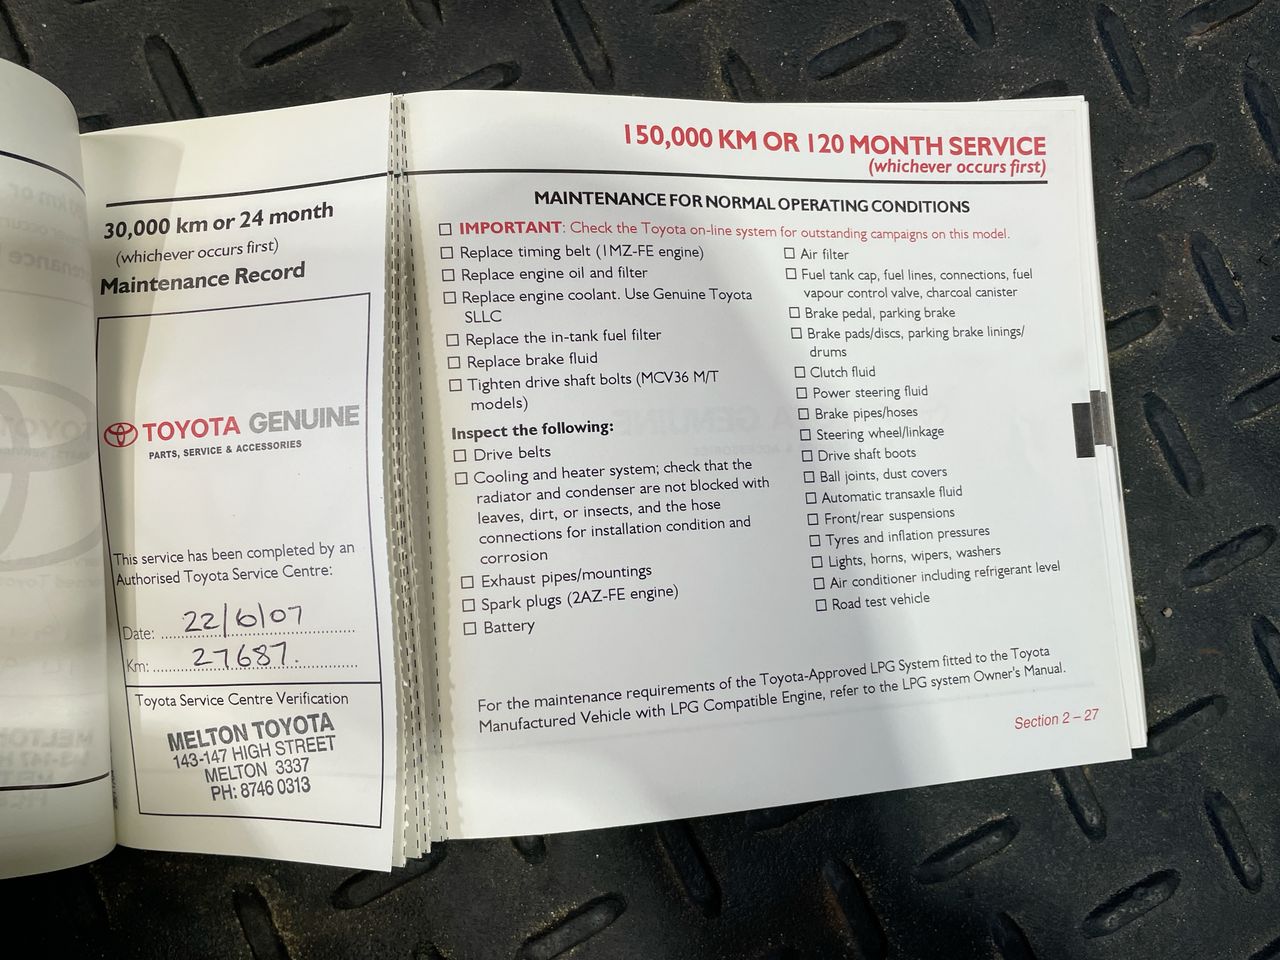 30,000 km or 24 month
(whichever occurs first)
Maintenance Record
TOYOTA GENUINE
PARTS, SERVICE & ACCESSORIES
This service has been completed by an
Authorised Toyota Service Centre:
Date: 22/6/07
Km: 27687.
Toyota Service Centre Verification
MELTON TOYOTA
143-147 HIGH STREET
MELTON 3337
PH: 8746 0313
150,000 KM OR 120 MONTH SERVICE
(whichever occurs first)
MAINTENANCE FOR NORMAL OPERATING CONDITIONS
IMPORTANT: Check the Toyota on-line system for outstanding campaigns on this model.
Replace timing belt (1MZ-FE engine)
Replace engine oil and filter
Replace engine coolant. Use Genuine Toyota
SLLC
Replace the in-tank fuel filter
Replace brake fluid
Tighten drive shaft bolts (MCV36 M/T
models)
Inspect the following:
Drive belts
Cooling and heater system; check that the
radiator and condenser are not blocked with
leaves, dirt, or insects, and the hose
connections for installation condition and
corrosion
Exhaust pipes/mountings
Spark plugs (2AZ-FE engine)
Battery
Air filter
Fuel tank cap, fuel lines, connections, fuel
vapour control valve, charcoal canister
Brake pedal, parking brake
Brake pads/discs, parking brake linings/
drums
Clutch fluid
Power steering fluid
Brake pipes/hoses
Steering wheel/linkage
Drive shaft boots
Ball joints, dust covers
Automatic transaxle fluid
Front/rear suspensions
Tyres and inflation pressures
Lights, horns, wipers, washers
Air conditioner including refrigerant level
Road test vehicle
For the maintenance requirements of the Toyota-Approved LPG System fitted to the Toyota
Manufactured Vehicle with LPG Compatible Engine, refer to the LPG system Owner's Manual.
Section 2 – 27